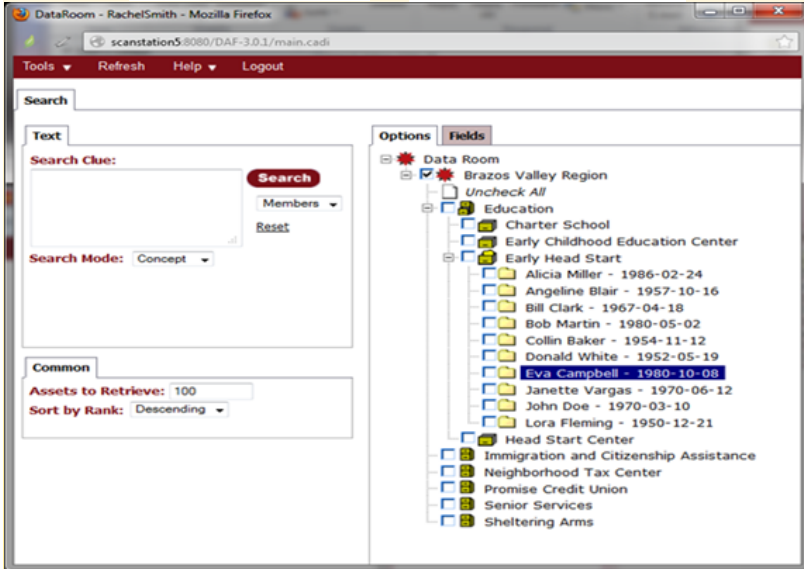 DataRoom - RachelSmith - Mozilla Firefox
scanstation5:8080/DAF-3.0.1/main.cadi
Tools Refresh Help Logout
Search
Text
Search Clue:
Search
Members
Reset
Search Mode: Concept
Common
Assets to Retrieve: 100
Sort by Rank: Descending
Options Fields
Data Room
Brazos Valley Region
Uncheck All
Education
Charter School
Early Childhood Education Center
Early Head Start
Alicia Miller - 1986-02-24
Angeline Blair - 1957-10-16
Bill Clark - 1967-04-18
Bob Martin - 1980-05-02
Collin Baker - 1954-11-12
Donald White - 1952-05-19
Eva Campbell - 1980-10-08
Janette Vargas - 1970-06-12
John Doe - 1970-03-10
Lora Fleming - 1950-12-21
Head Start Center
Immigration and Citizenship Assistance
Neighborhood Tax Center
Promise Credit Union
Senior Services
Sheltering Arms